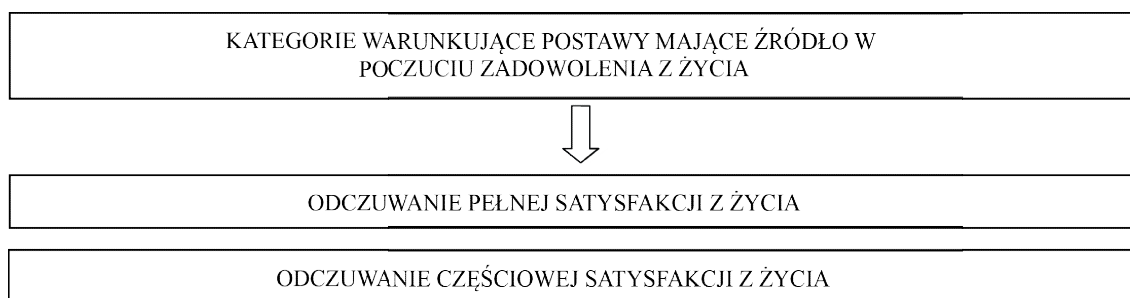 KATEGORIE WARUNKUJĄCE POSTAWY MAJĄCE ŹRÓDŁO W
POCZUCIU ZADOWOLENIA Z ŻYCIA
ODCZUWANIE PEŁNEJ SATYSFAKCJI Z ŻYCIA
ODCZUWANIE CZĘŚCIOWEJ SATYSFAKCJI Z ŻYCIA